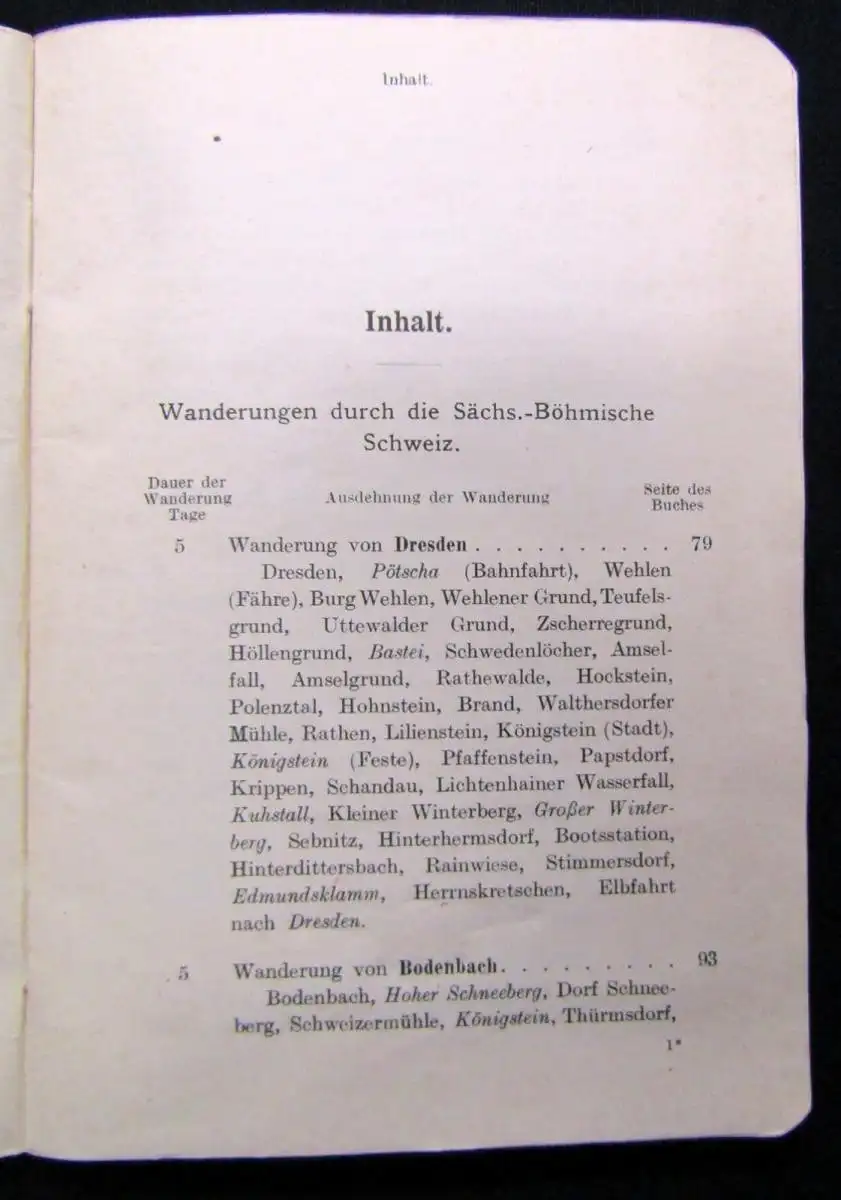 Inhalt.
Inhalt.
Wanderungen durch die Sächs.-Böhmische
Schweiz.
Dauer der
Wanderung
Tage
Ausdehnung der Wanderung
Seite des
Buches
5 Wanderung von Dresden . . . . . . . . . . . 79
Dresden, Pötscha (Bahnfahrt), Wehlen
(Fähre), Burg Wehlen, Wehlener Grund, Teufels-
grund, Uttewalder Grund, Zscherregrund,
Höllengrund, Bastei, Schwedenlöcher, Amsel-
fall, Amselgrund, Rathewalde, Hockstein,
Polenztal, Hohnstein, Brand, Walthersdorfer
Mühle, Rathen, Lilienstein, Königstein (Stadt),
Königstein (Feste), Pfaffenstein, Papstdorf,
Krippen, Schandau, Lichtenhainer Wasserfall,
Kuhstall, Kleiner Winterberg, Großer Winter-
berg, Sebnitz, Hinterhermsdorf, Bootsstation,
Hinterdittersbach, Rainwiese, Stimmersdorf,
Edmundsklamm, Herrnskretschen, Elbfahrt
nach Dresden.
5 Wanderung von Bodenbach. . . . . . . . . . 93
Bodenbach, Hoher Schneeberg, Dorf Schnee-
berg, Schweizermühle, Königstein, Thürmsdorf,
1*